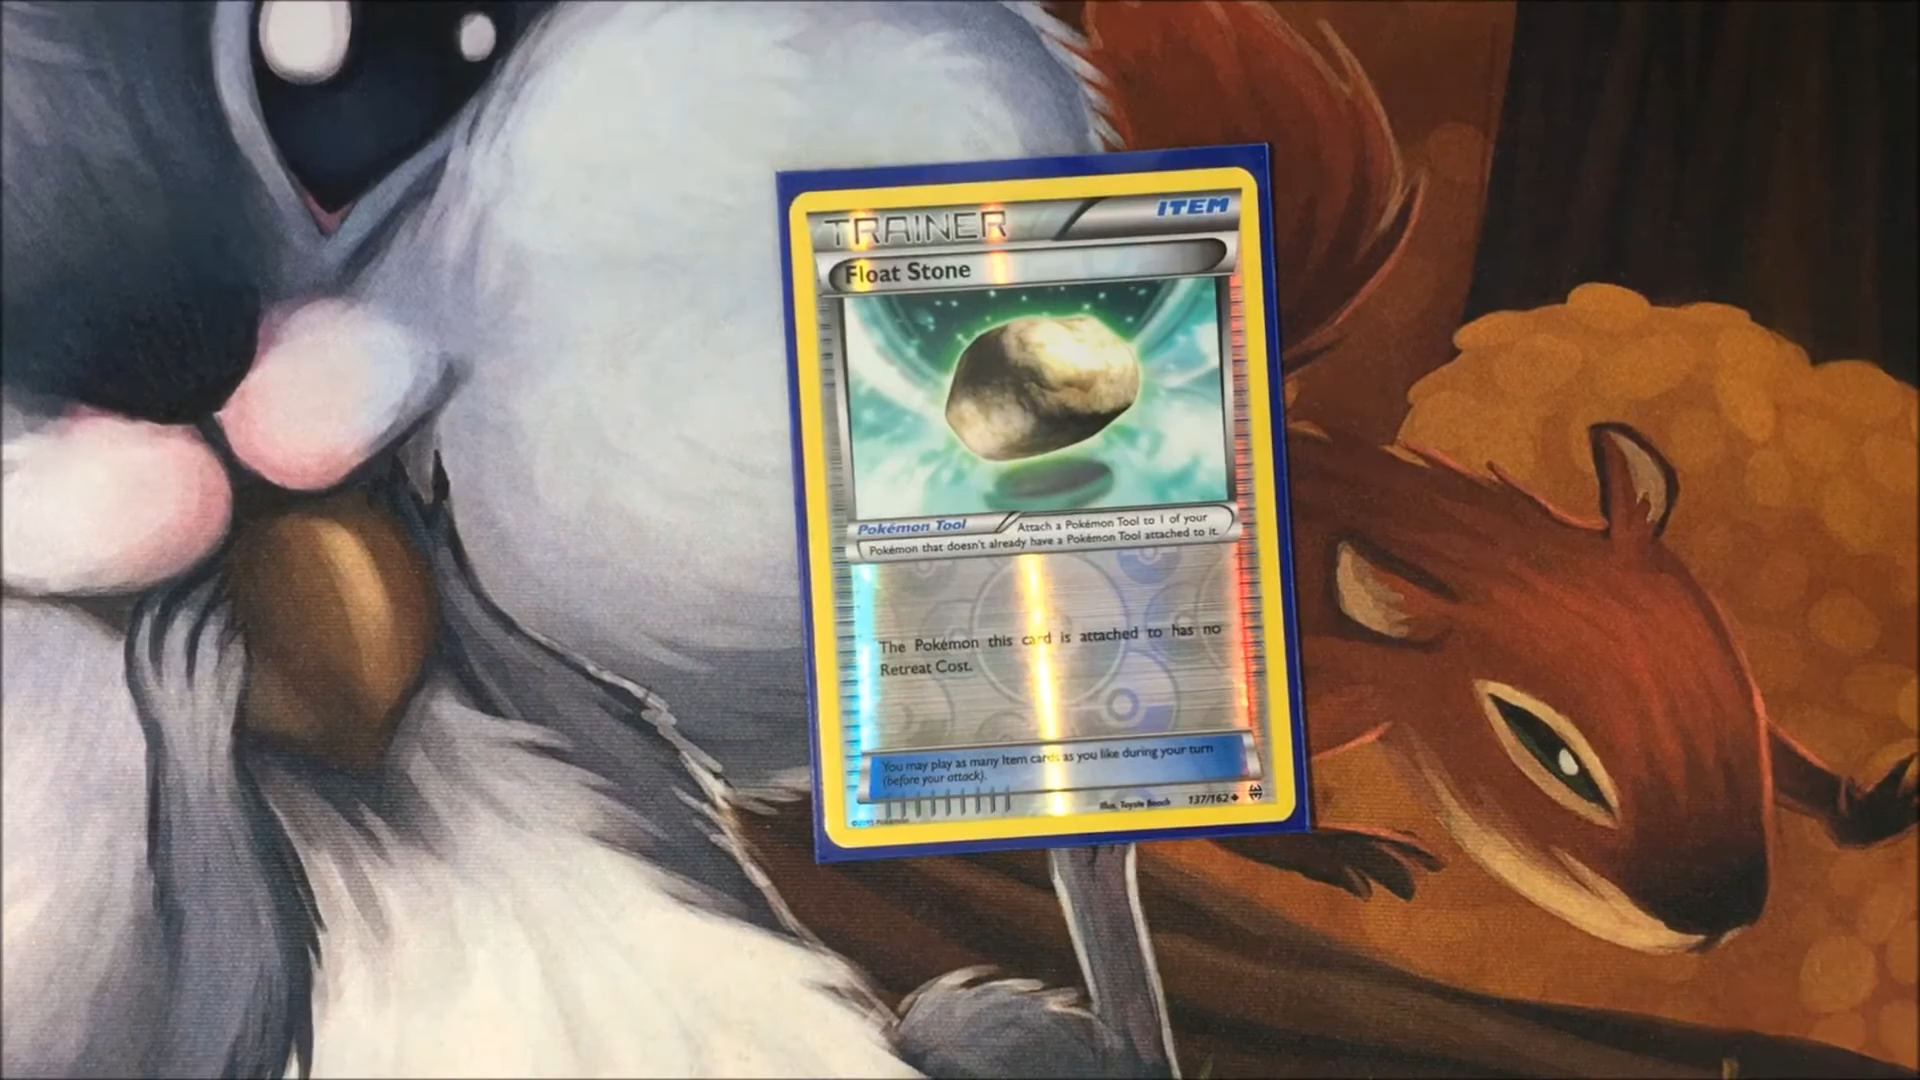 TRAINER
ITEM
Float Stone
Pokémon Tool
Attach a Pokémon Tool to 1 of your
Pokémon that doesn't already have a Pokémon Tool attached to it.
The Pokémon this card is attached to has no
Retreat Cost.
You may play as many Item cards as you like during your turn
(before your attack).
©2015 Pokémon
Illus. Toyste Beach
137/162